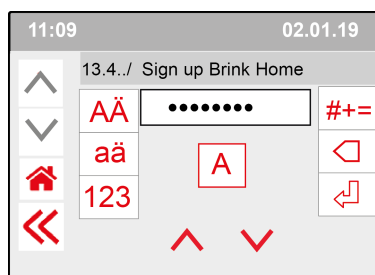 11:09 02.01.19
13.4../ Sign up Brink Home
AÄ •••••••• #+=
aä A
123